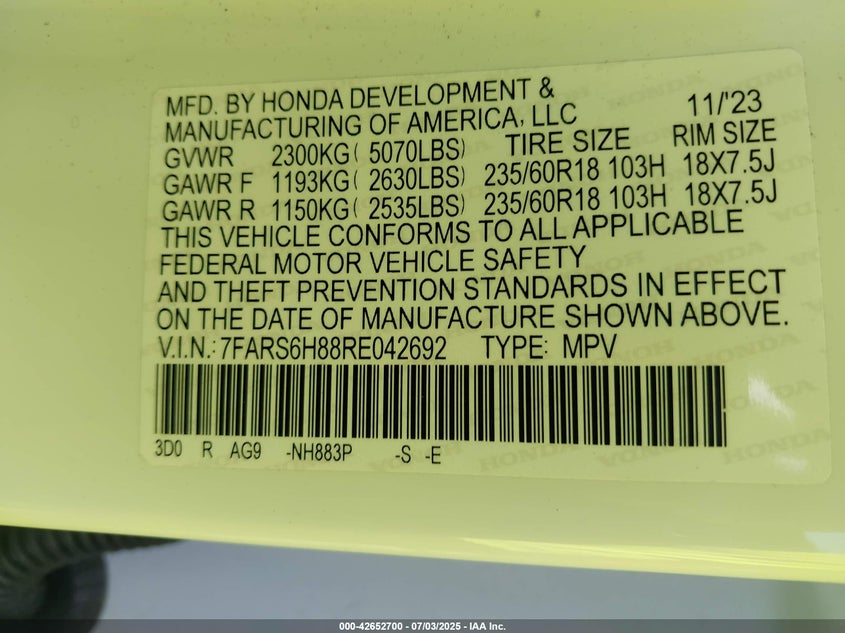 MFD. BY HONDA DEVELOPMENT &
MANUFACTURING OF AMERICA, LLC 11/'23
GVWR 2300KG( 5070LBS) TIRE SIZE RIM SIZE
GAWR F 1193KG( 2630LBS) 235/60R18 103H 18X7.5J
GAWR R 1150KG( 2535LBS) 235/60R18 103H 18X7.5J
THIS VEHICLE CONFORMS TO ALL APPLICABLE
FEDERAL MOTOR VEHICLE SAFETY
AND THEFT PREVENTION STANDARDS IN EFFECT
ON THE DATE OF MANUFACTURE SHOWN ABOVE.
V.I.N.: 7FARS6H88RE042692 TYPE: MPV
3D0 R AG9 -NH883P -S -E
000-42652700 - 07/03/2025 - IAA Inc.